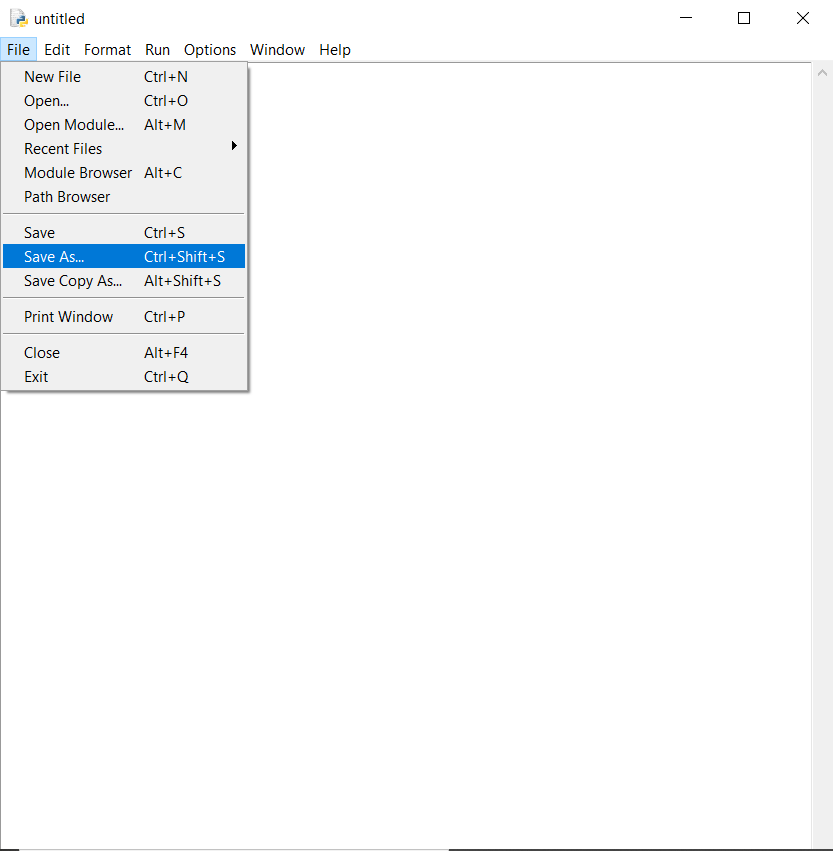 untitled
File Edit Format Run Options Window Help
New File Ctrl+N
Open... Ctrl+O
Open Module... Alt+M
Recent Files
Module Browser Alt+C
Path Browser
Save Ctrl+S
Save As... Ctrl+Shift+S
Save Copy As... Alt+Shift+S
Print Window Ctrl+P
Close Alt+F4
Exit Ctrl+Q